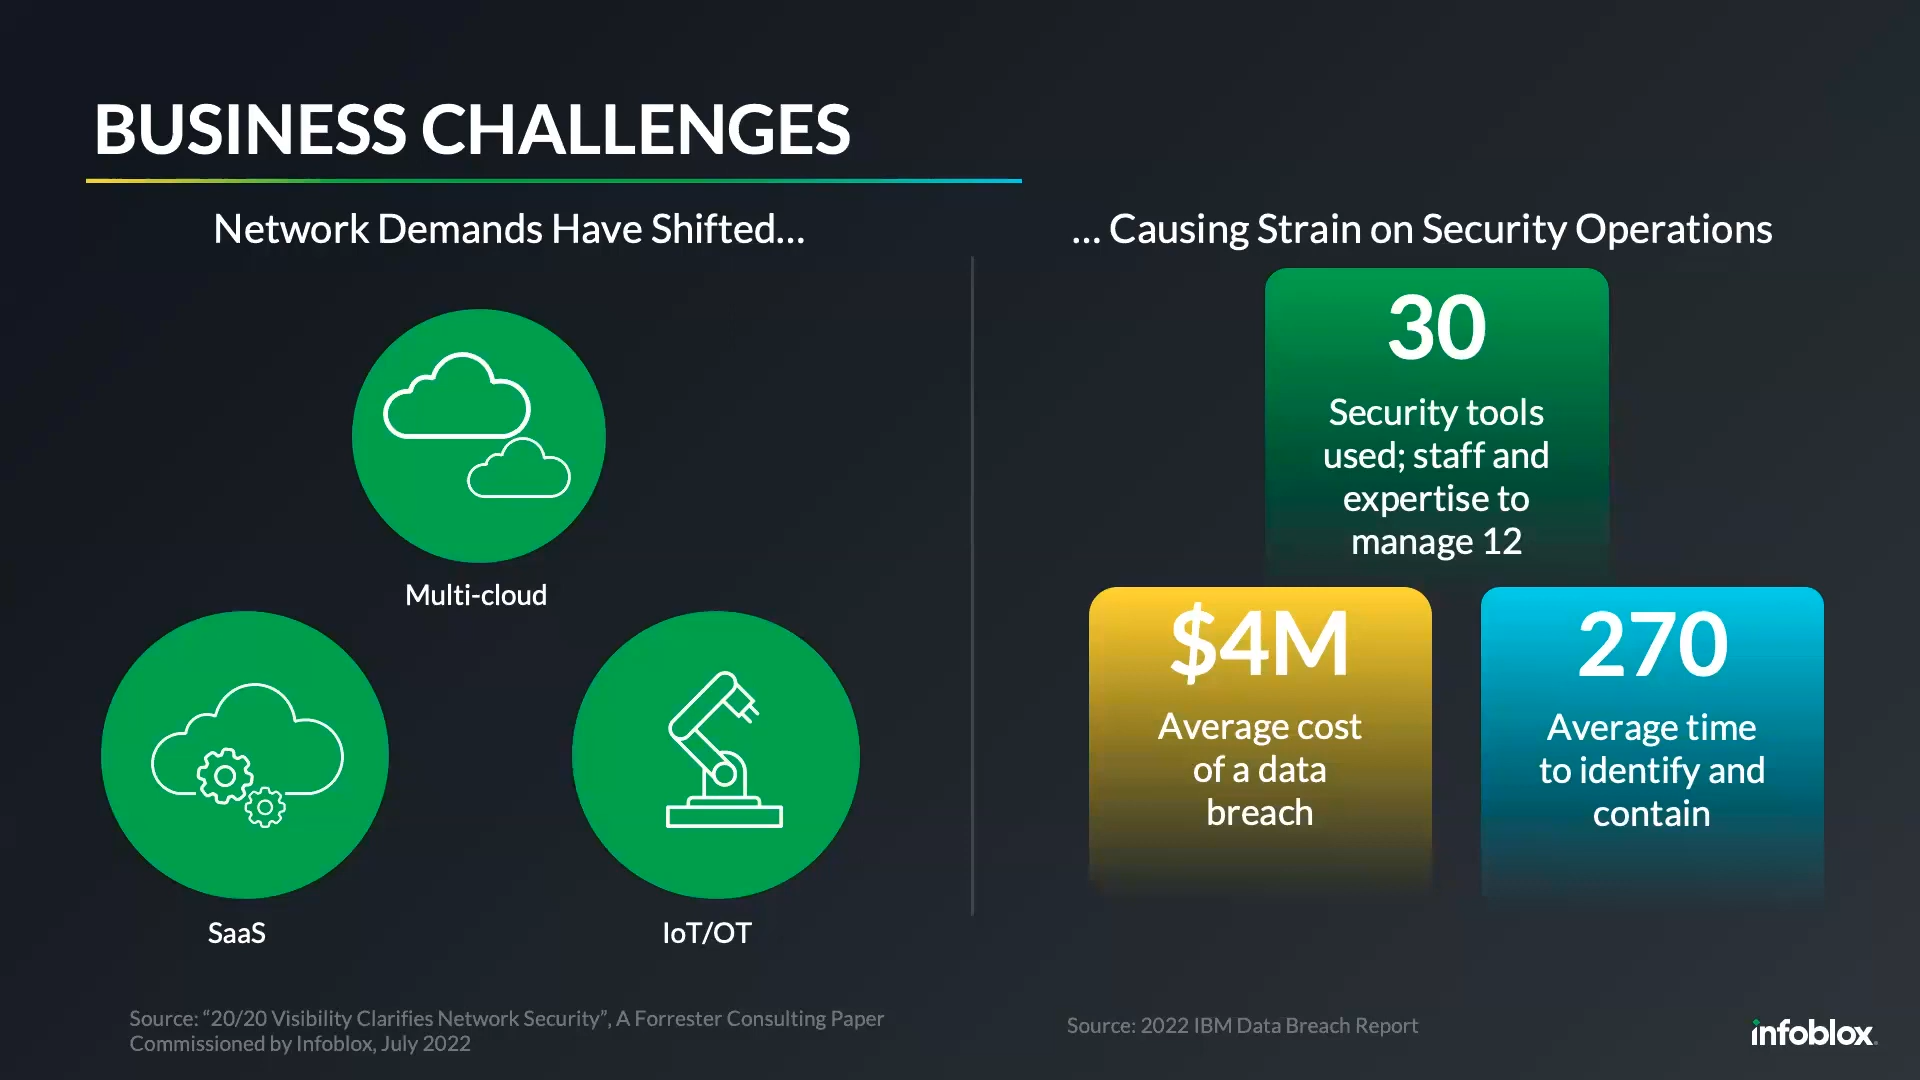 BUSINESS CHALLENGES
Network Demands Have Shifted...
Multi-cloud
SaaS
IoT/OT
Source: “20/20 Visibility Clarifies Network Security”, A Forrester Consulting Paper
Commissioned by Infoblox, July 2022
... Causing Strain on Security Operations
30
Security tools
used; staff and
expertise to
manage 12
$4M
Average cost
of a data
breach
270
Average time
to identify and
contain
Source: 2022 IBM Data Breach Report
infoblox.